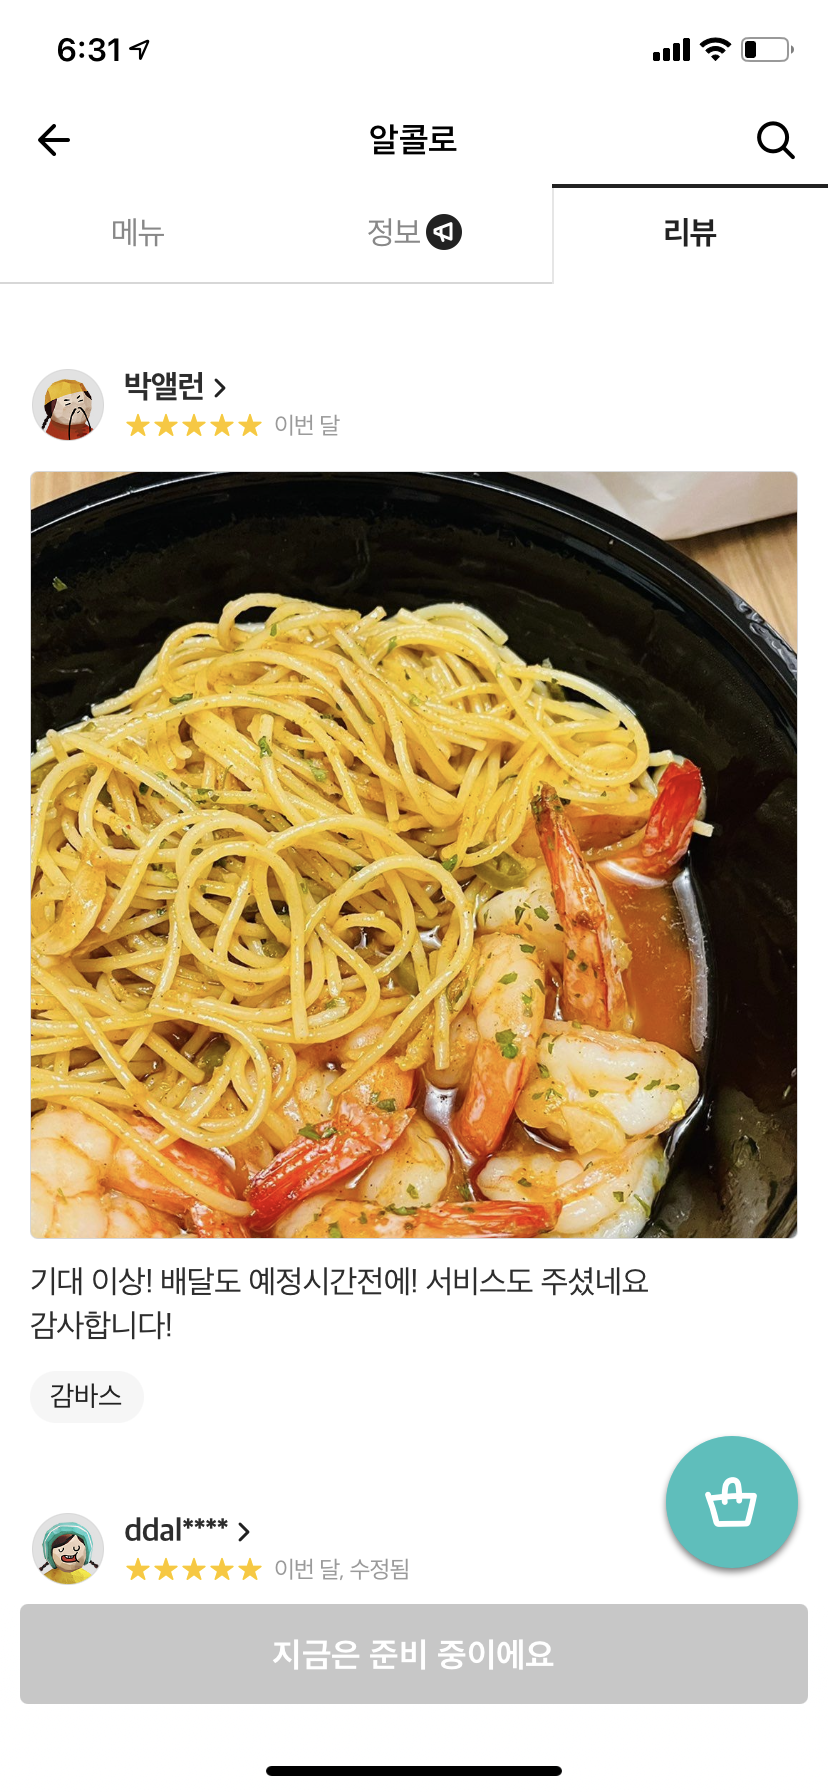 6:31
알콜로
메뉴
정보
리뷰
박앨런
이번 달
기대 이상! 배달도 예정시간전에! 서비스도 주셨네요
감사합니다!
감바스
ddal****
이번 달, 수정됨
지금은 준비 중이에요